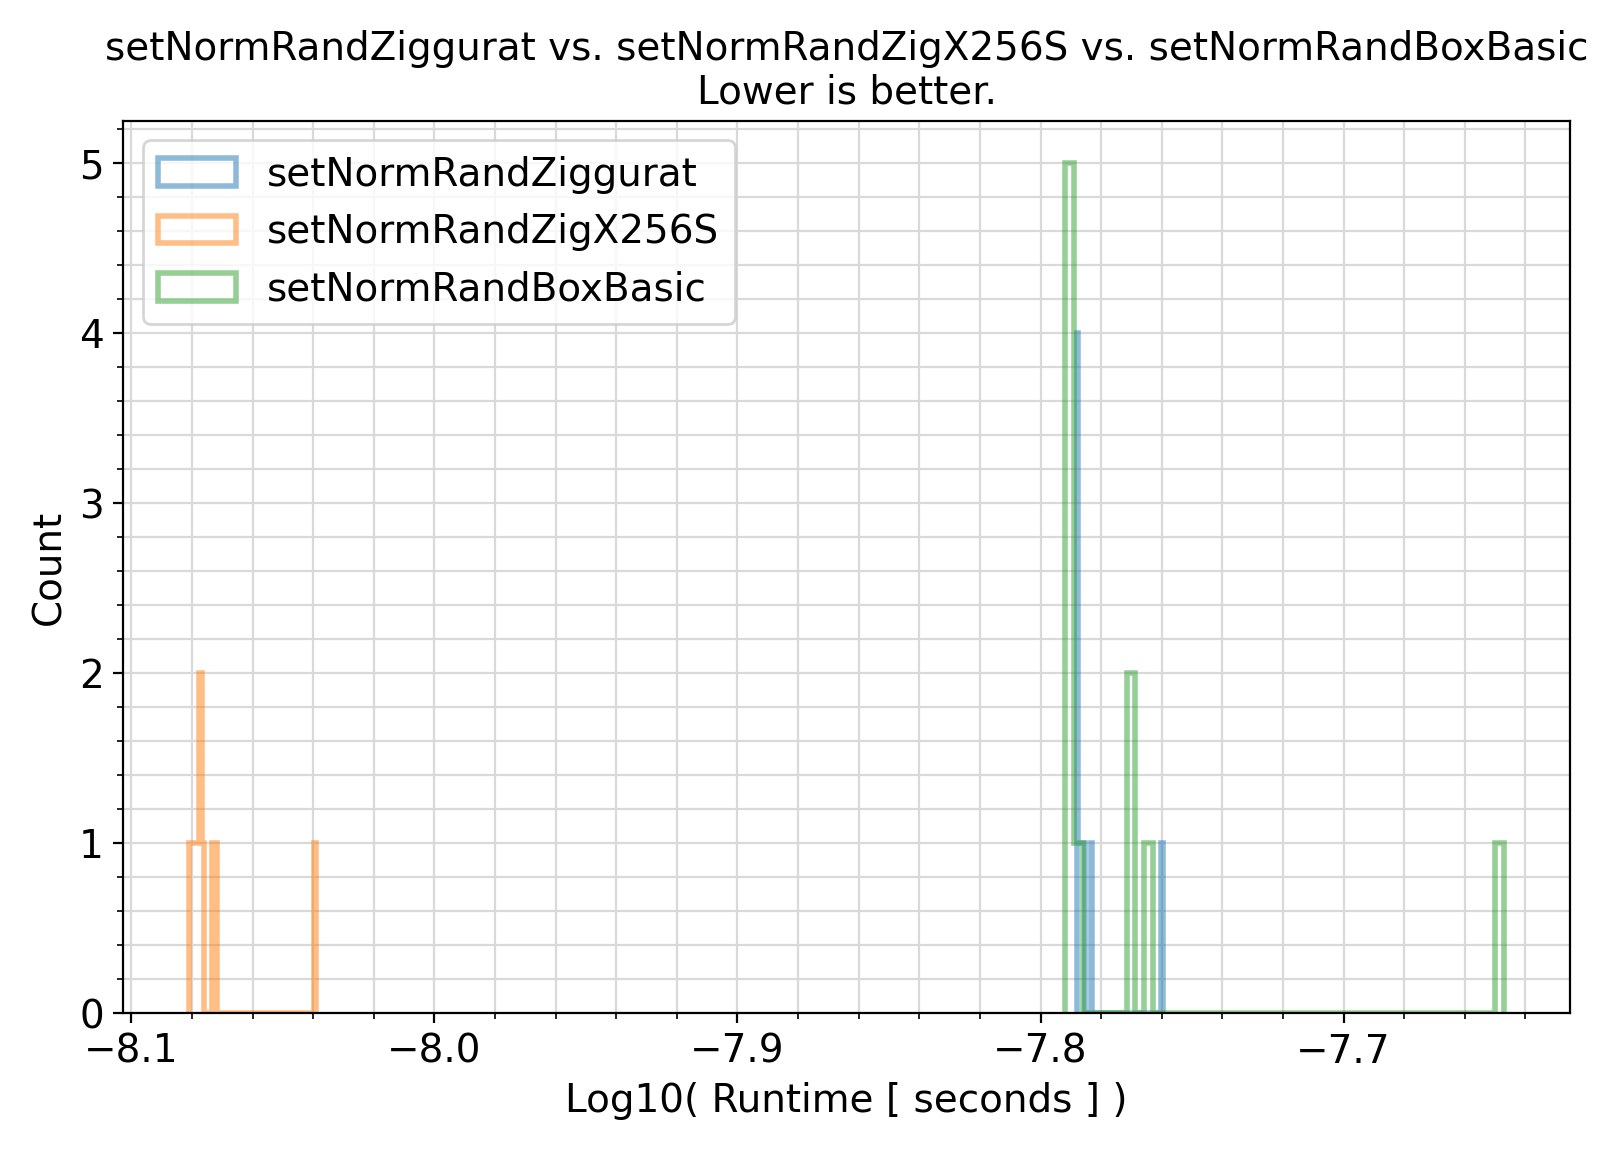 setNormRandZiggurat vs. setNormRandZigX256S vs. setNormRandBoxBasic
Lower is better.
setNormRandZiggurat
setNormRandZigX256S
setNormRandBoxBasic
5
4
3
2
1
0
Count
−8.1 −8.0 −7.9 −7.8 −7.7
Log10( Runtime [ seconds ] )